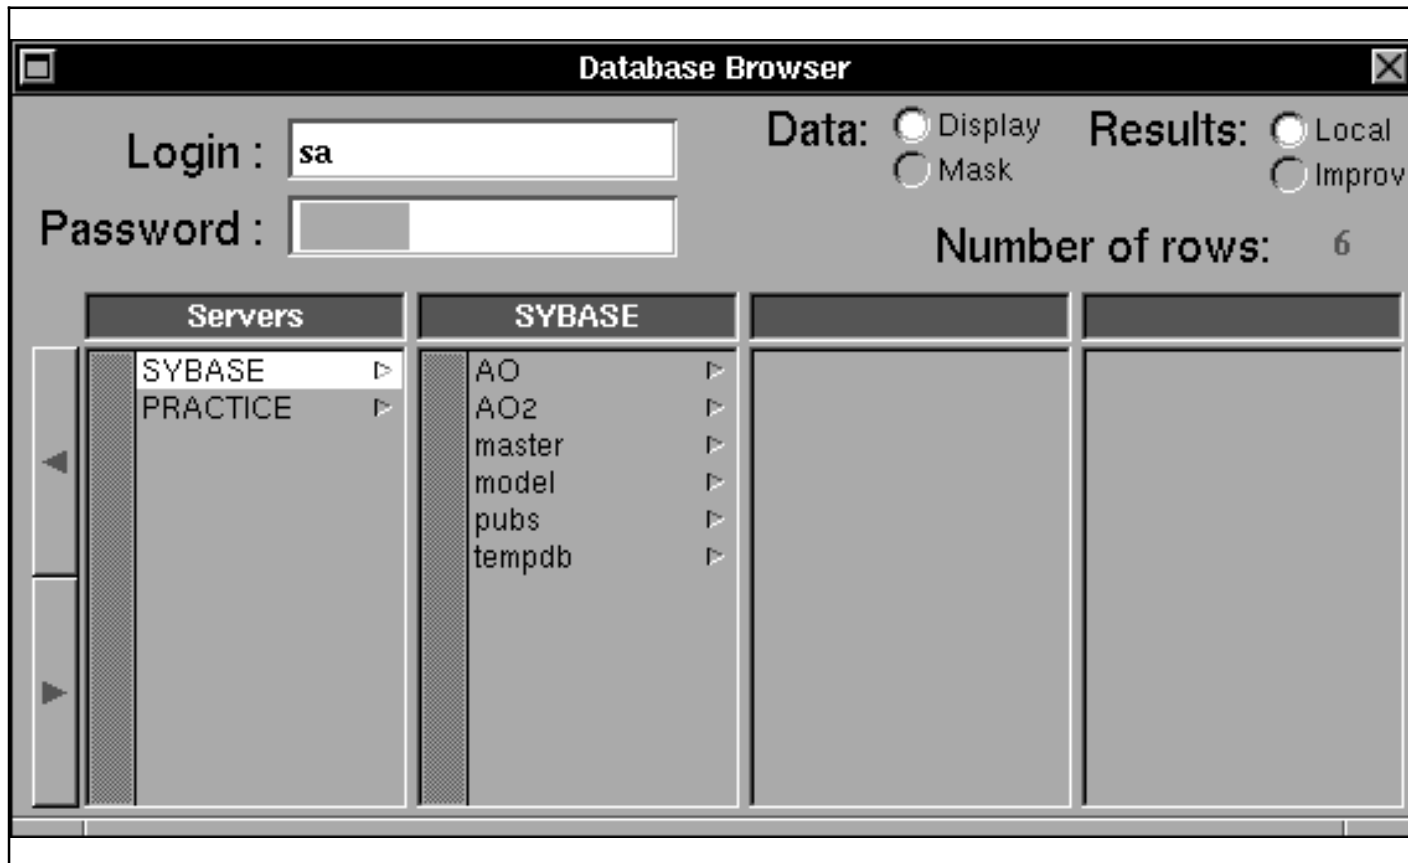 Database Browser
Login : sa
Password :
Data: Display
Mask
Results: Local
Improv
Number of rows: 6
Servers
SYBASE
PRACTICE
SYBASE
AO
AO2
master
model
pubs
tempdb